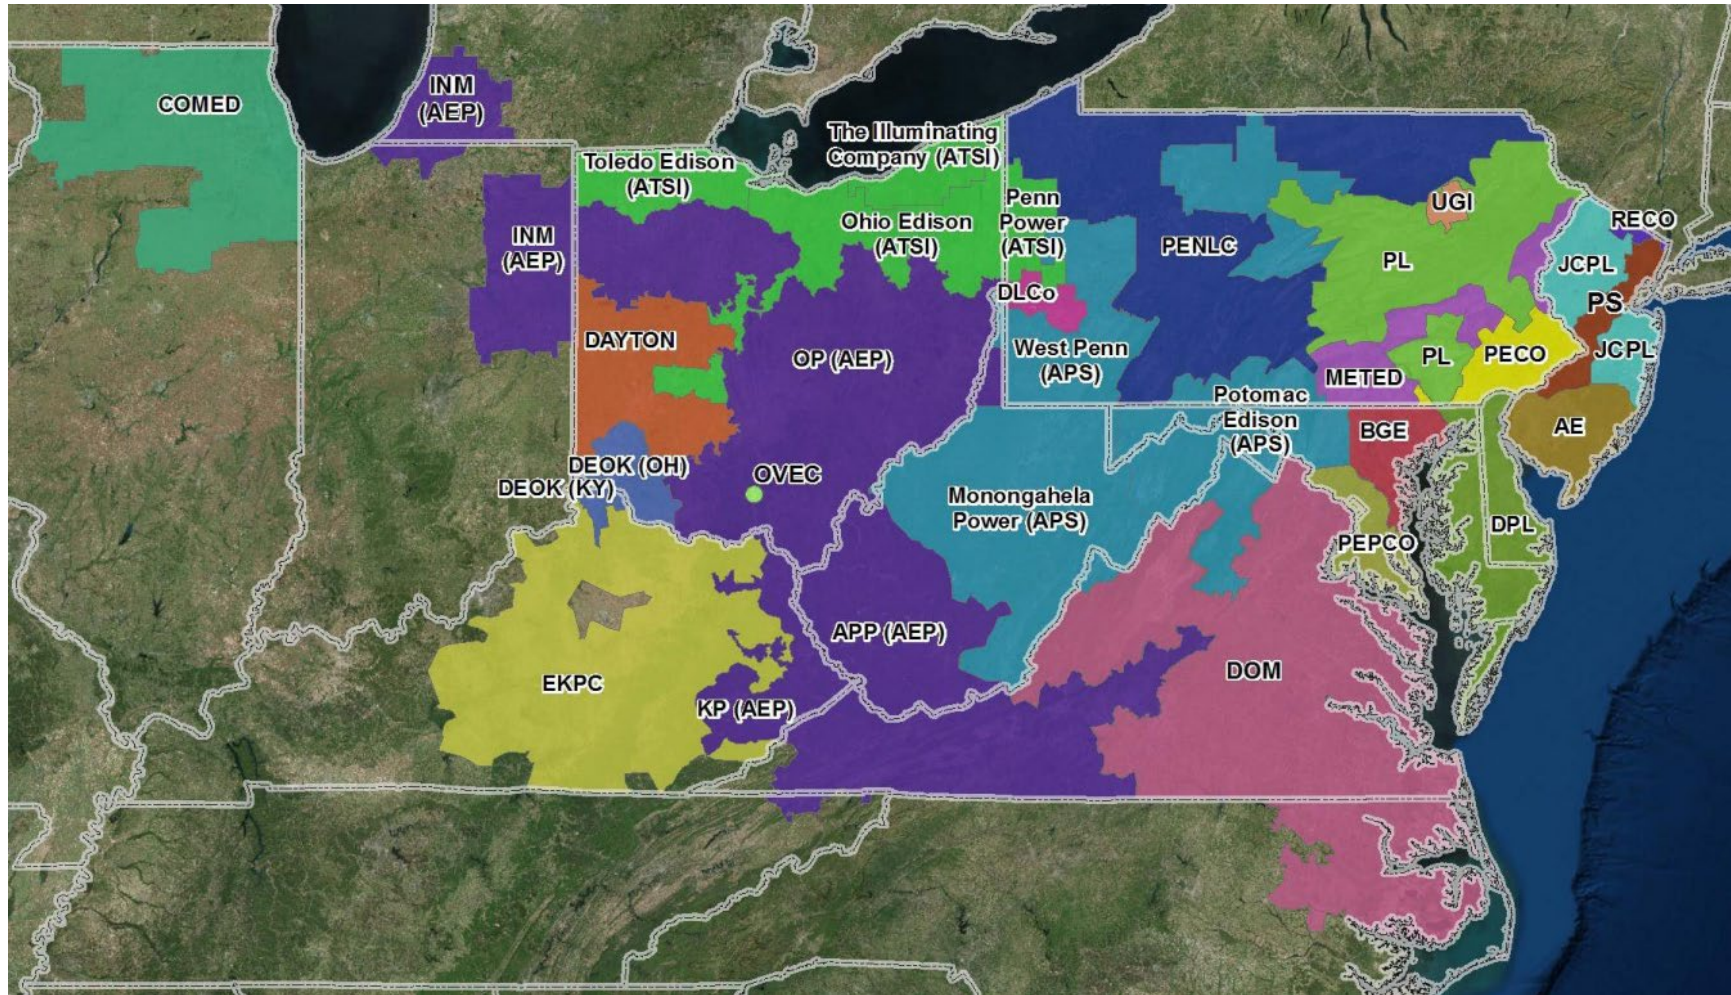 COMED
INM
(AEP)
The Illuminating
Company (ATSI)
Toledo Edison
(ATSI)
Penn
Power
(ATSI)
UGI
RECO
Ohio Edison
(ATSI)
INM
(AEP)
PENLC
PL
JCPL
DLCo
PS
DAYTON
OP (AEP)
West Penn
(APS)
PL
PECO
JCPL
METED
Potomac
Edison
(APS)
BGE
AE
DEOK (OH)
DEOK (KY)
OVEC
Monongahela
Power (APS)
DPL
PEPCO
APP (AEP)
EKPC
DOM
KP (AEP)